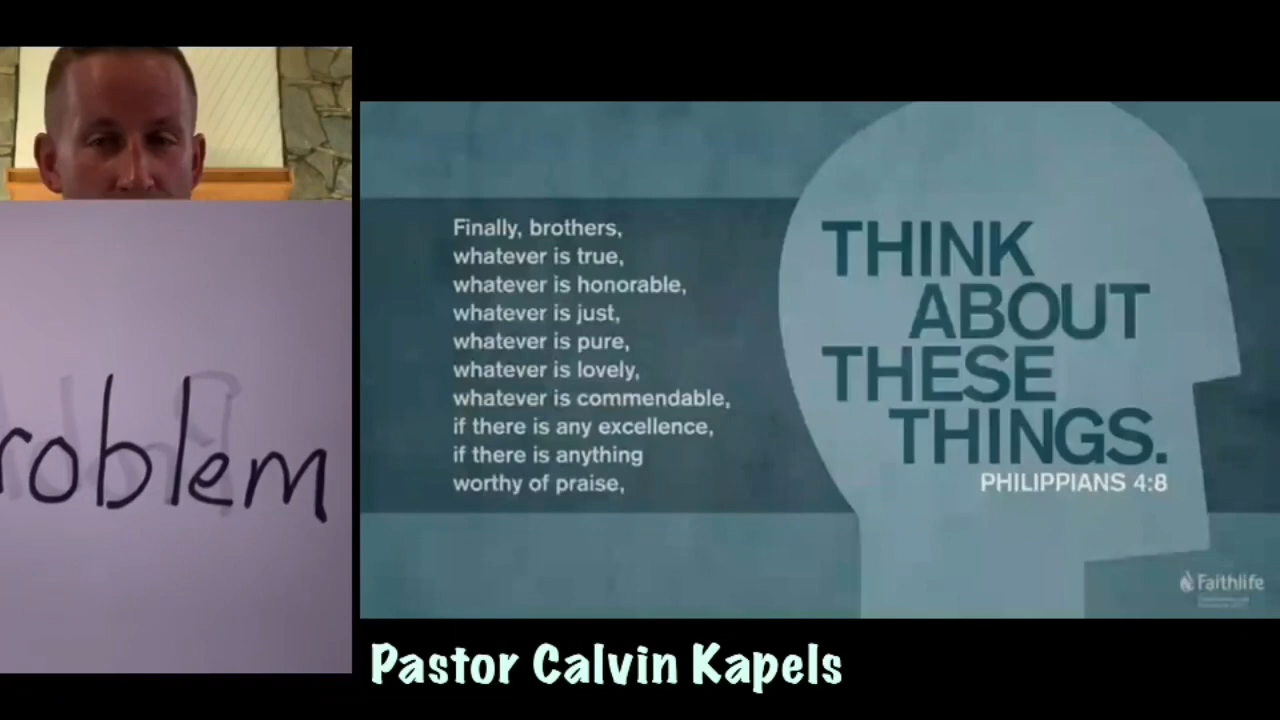 roblem
Finally, brothers,
whatever is true,
whatever is honorable,
whatever is just,
whatever is pure,
whatever is lovely,
whatever is commendable,
if there is any excellence,
if there is anything
worthy of praise,
THINK
ABOUT
THESE
THINGS.
PHILIPPIANS 4:8
Faithlife
Pastor Calvin Kapels